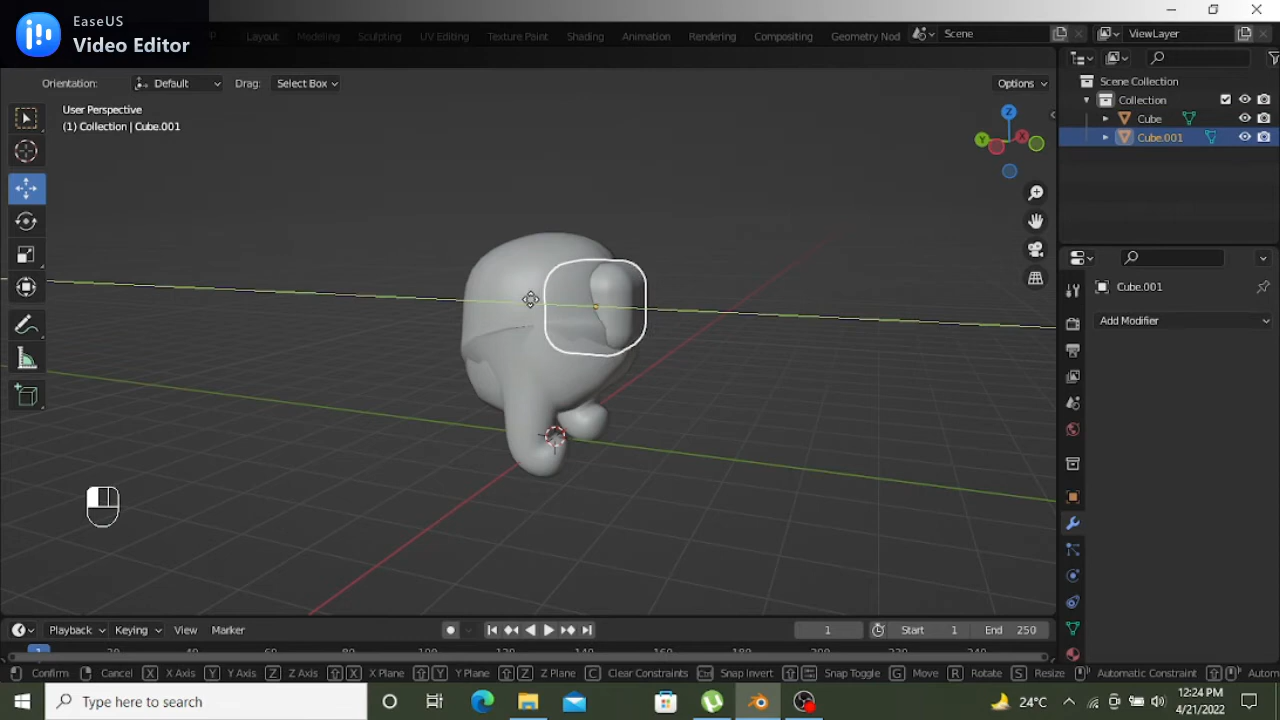 EaseUS
Video Editor
Layout Modeling Sculpting UV Editing Texture Paint Shading Animation Rendering Compositing Geometry Nod Scene ViewLayer
Orientation: Default Drag: Select Box Options
Scene Collection
User Perspective
(1) Collection | Cube.001
Collection
Cube
Cube.001
Z
Y X
Cube.001
Add Modifier
Playback Keying View Marker 1 Start 1 End 250
Confirm Cancel X X Axis Y Y Axis Z Z Axis X X Plane Y Y Plane Z Z Plane C Clear Constraints Snap Invert Snap Toggle G Move R Rotate S Resize Automatic Constraint Automat
Type here to search
24°C
12:24 PM
4/21/2022